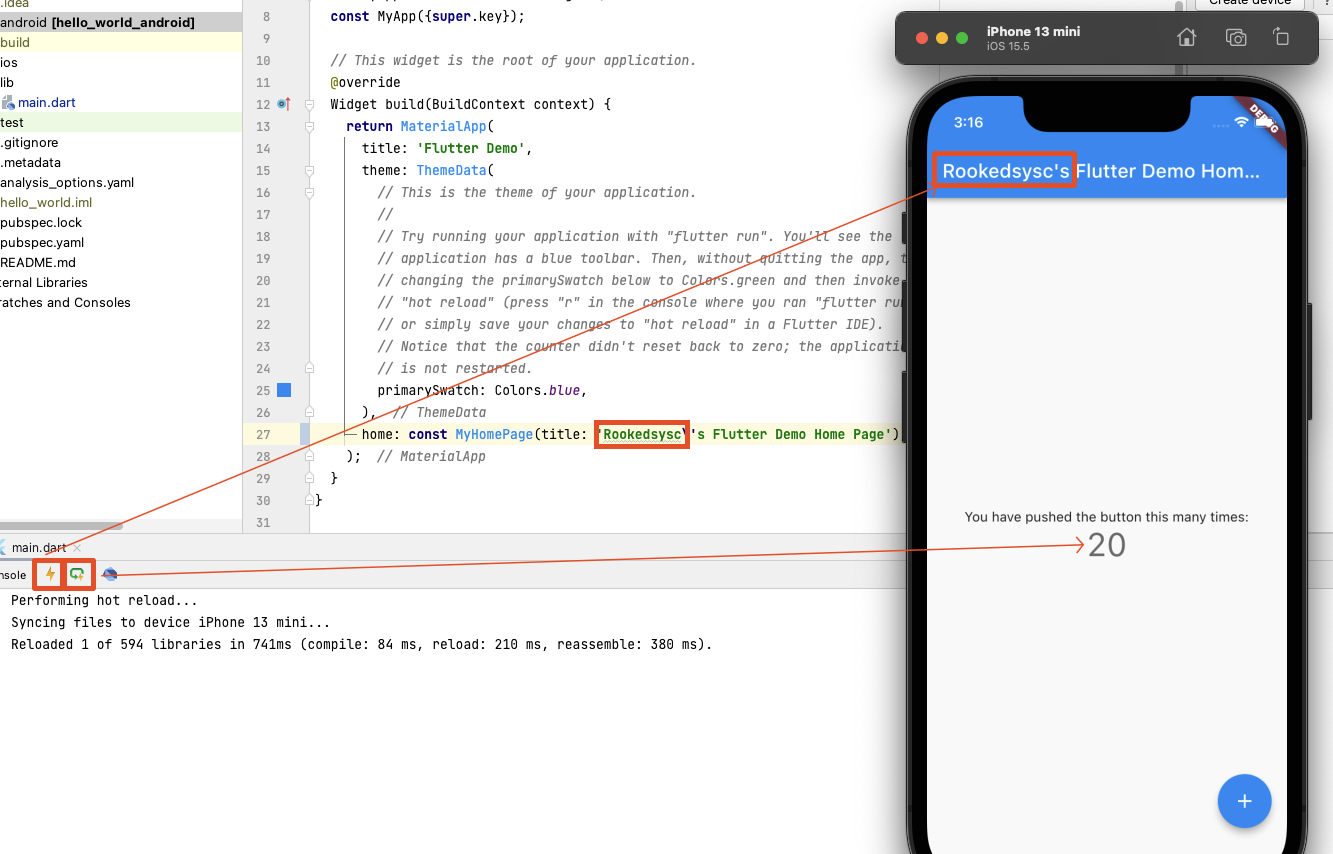 .idea
android [hello_world_android]
build
ios
lib
main.dart
test
.gitignore
.metadata
analysis_options.yaml
hello_world.iml
pubspec.lock
pubspec.yaml
README.md
ternal Libraries
ratches and Consoles
8 const MyApp({super.key});
9
10 // This widget is the root of your application.
11 @override
12 Widget build(BuildContext context) {
13 return MaterialApp(
14 title: 'Flutter Demo',
15 theme: ThemeData(
16 // This is the theme of your application.
17 //
18 // Try running your application with "flutter run". You'll see the
19 // application has a blue toolbar. Then, without quitting the app, t
20 // changing the primarySwatch below to Colors.green and then invoke
21 // "hot reload" (press "r" in the console where you ran "flutter run
22 // or simply save your changes to "hot reload" in a Flutter IDE).
23 // Notice that the counter didn't reset back to zero; the applicati
24 // is not restarted.
25 primarySwatch: Colors.blue,
26 ), // ThemeData
27 home: const MyHomePage(title: 'Rookedsysc\'s Flutter Demo Home Page')
28 ); // MaterialApp
29 }
30 }
31
main.dart
nsole
Performing hot reload...
Syncing files to device iPhone 13 mini...
Reloaded 1 of 594 libraries in 741ms (compile: 84 ms, reload: 210 ms, reassemble: 380 ms).
Create device
iPhone 13 mini
iOS 15.5
3:16
DEBUG
Rookedsysc's Flutter Demo Hom...
You have pushed the button this many times:
20
+